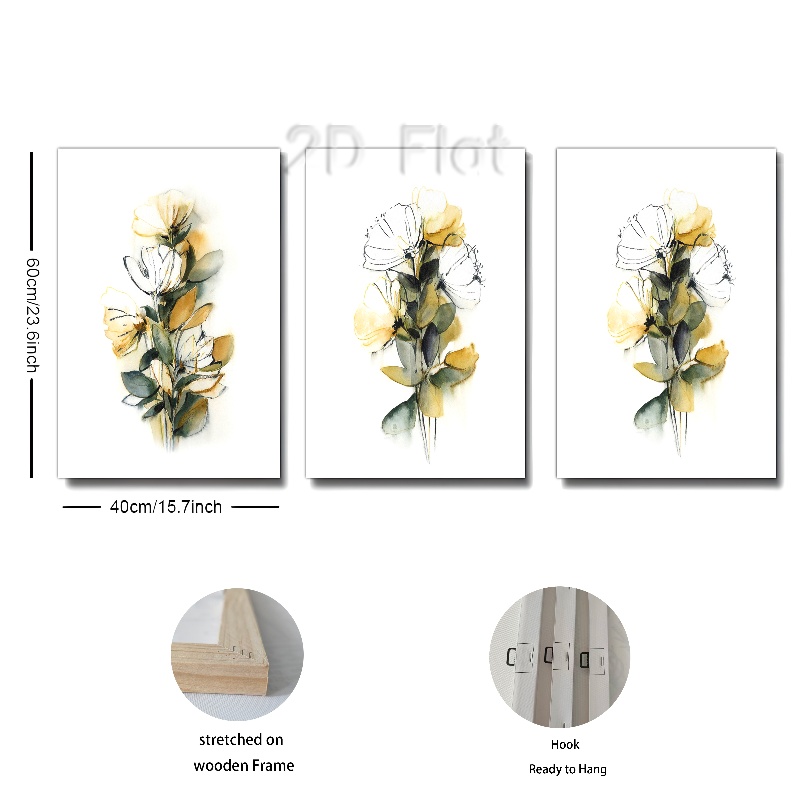 2D Flat
60cm/23.6inch
40cm/15.7inch
stretched on
wooden Frame
Hook
Ready to Hang